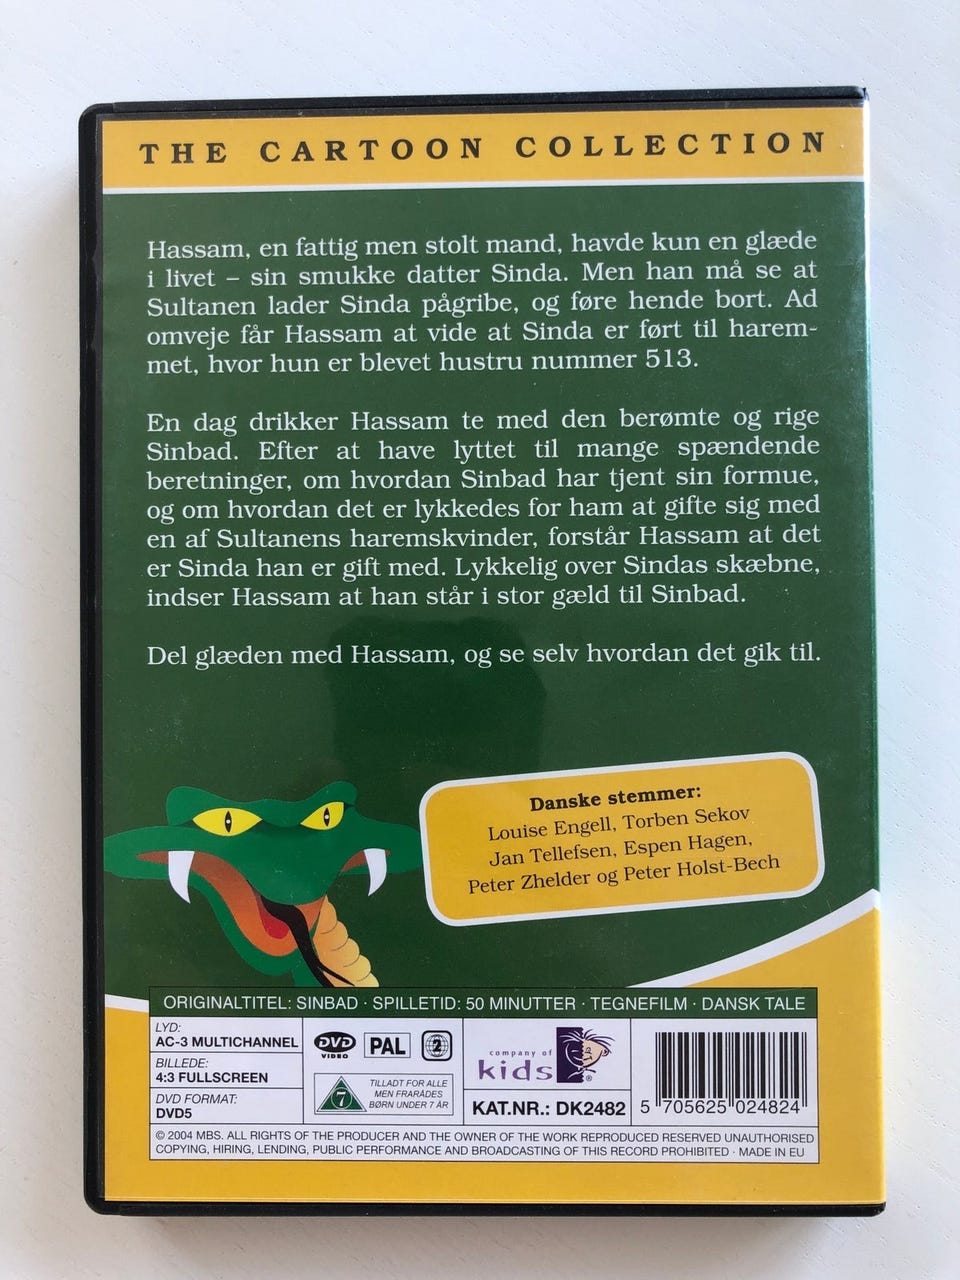 THE CARTOON COLLECTION
Hassam, en fattig men stolt mand, havde kun en glæde
i livet – sin smukke datter Sinda. Men han må se at
Sultanen lader Sinda pågribe, og føre hende bort. Ad
omveje får Hassam at vide at Sinda er ført til harem-
met, hvor hun er blevet hustru nummer 513.
En dag drikker Hassam te med den berømte og rige
Sinbad. Efter at have lyttet til mange spændende
beretninger, om hvordan Sinbad har tjent sin formue,
og om hvordan det er lykkedes for ham at gifte sig med
en af Sultanens haremskvinder, forstår Hassam at det
er Sinda han er gift med. Lykkelig over Sindas skæbne,
indser Hassam at han står i stor gæld til Sinbad.
Del glæden med Hassam, og se selv hvordan det gik til.
Danske stemmer:
Louise Engell, Torben Sekov
Jan Tellefsen, Espen Hagen,
Peter Zhelder og Peter Holst-Bech
ORIGINALTITEL: SINBAD · SPILLETID: 50 MINUTTER · TEGNEFILM · DANSK TALE
LYD:
AC-3 MULTICHANNEL
BILLEDE:
4:3 FULLSCREEN
DVD FORMAT:
DVD5
DVD
VIDEO
PAL
2
7
TILLADT FOR ALLE
MEN FRARÅDES
BØRN UNDER 7 ÅR
company of
kids
®
KAT.NR.: DK2482
5 705625 024824
© 2004 MBS. ALL RIGHTS OF THE PRODUCER AND THE OWNER OF THE WORK REPRODUCED RESERVED UNAUTHORISED
COPYING, HIRING, LENDING, PUBLIC PERFORMANCE AND BROADCASTING OF THIS RECORD PROHIBITED · MADE IN EU